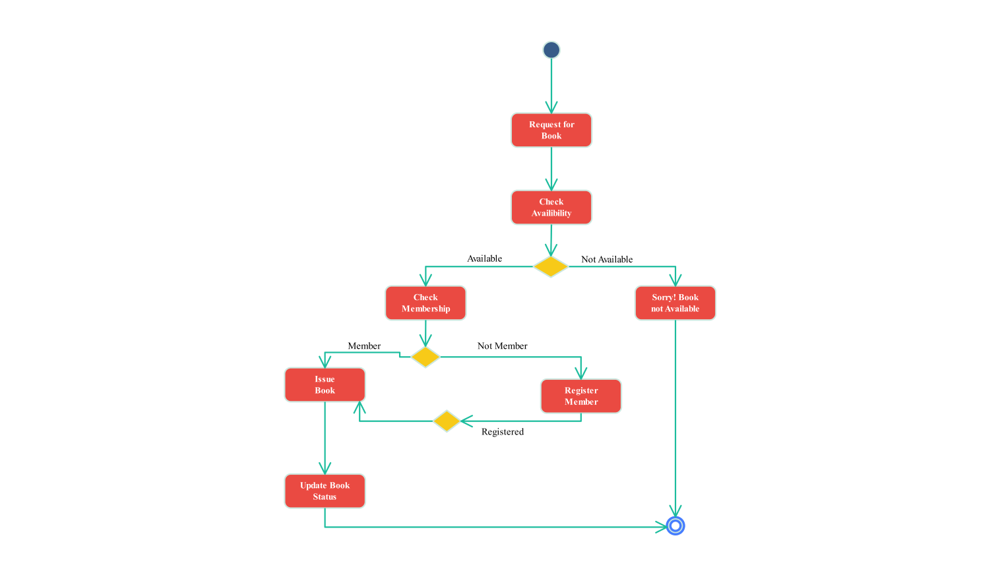 Request for
Book
Check
Availibility
Available
Not Available
Check
Membership
Sorry! Book
not Available
Member
Not Member
Issue
Book
Register
Member
Registered
Update Book
Status